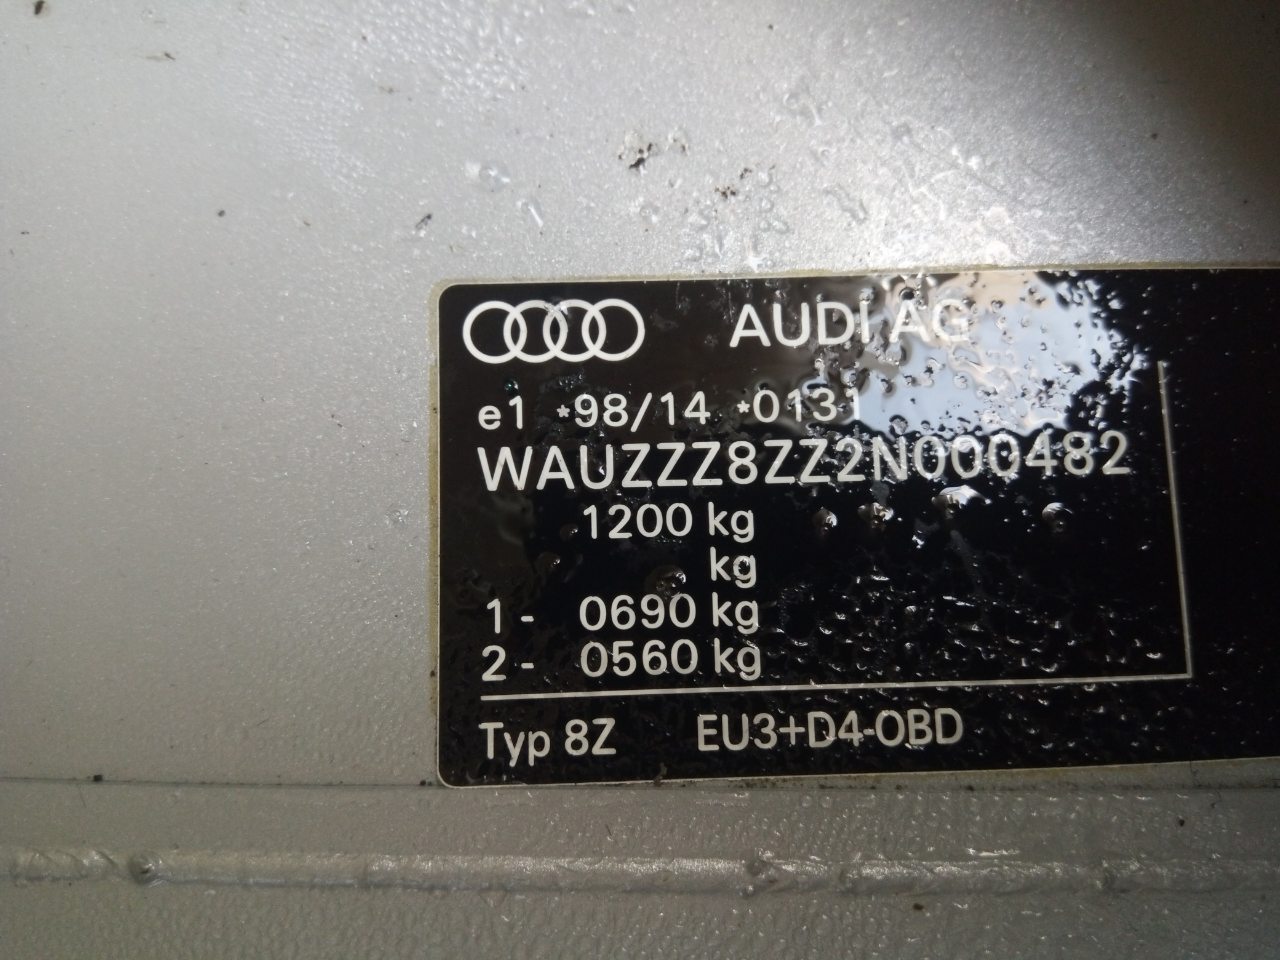 AUDI AG
e1 *98/14 *0131
WAUZZZ8ZZ2N000482
1200 kg
kg
1 - 0690 kg
2 - 0560 kg
Typ 8Z EU3+D4-OBD